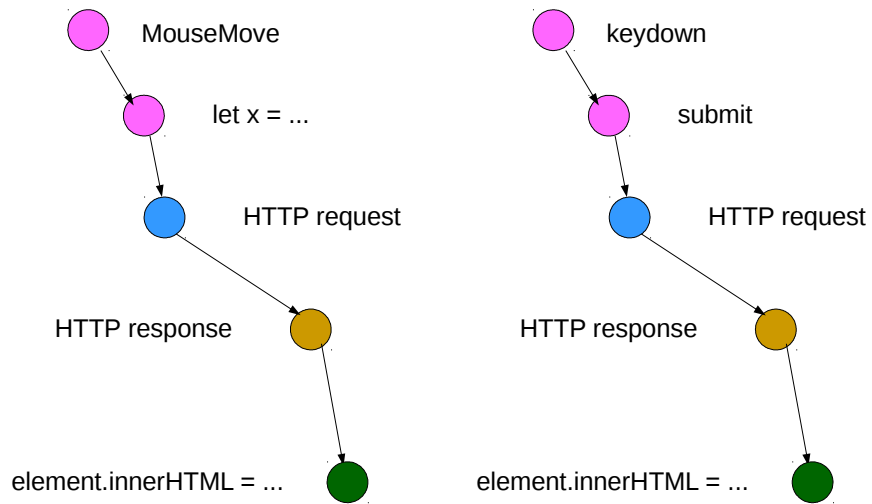 MouseMove
let x = ...
HTTP request
HTTP response
element.innerHTML = ...
keydown
submit
HTTP request
HTTP response
element.innerHTML = ...